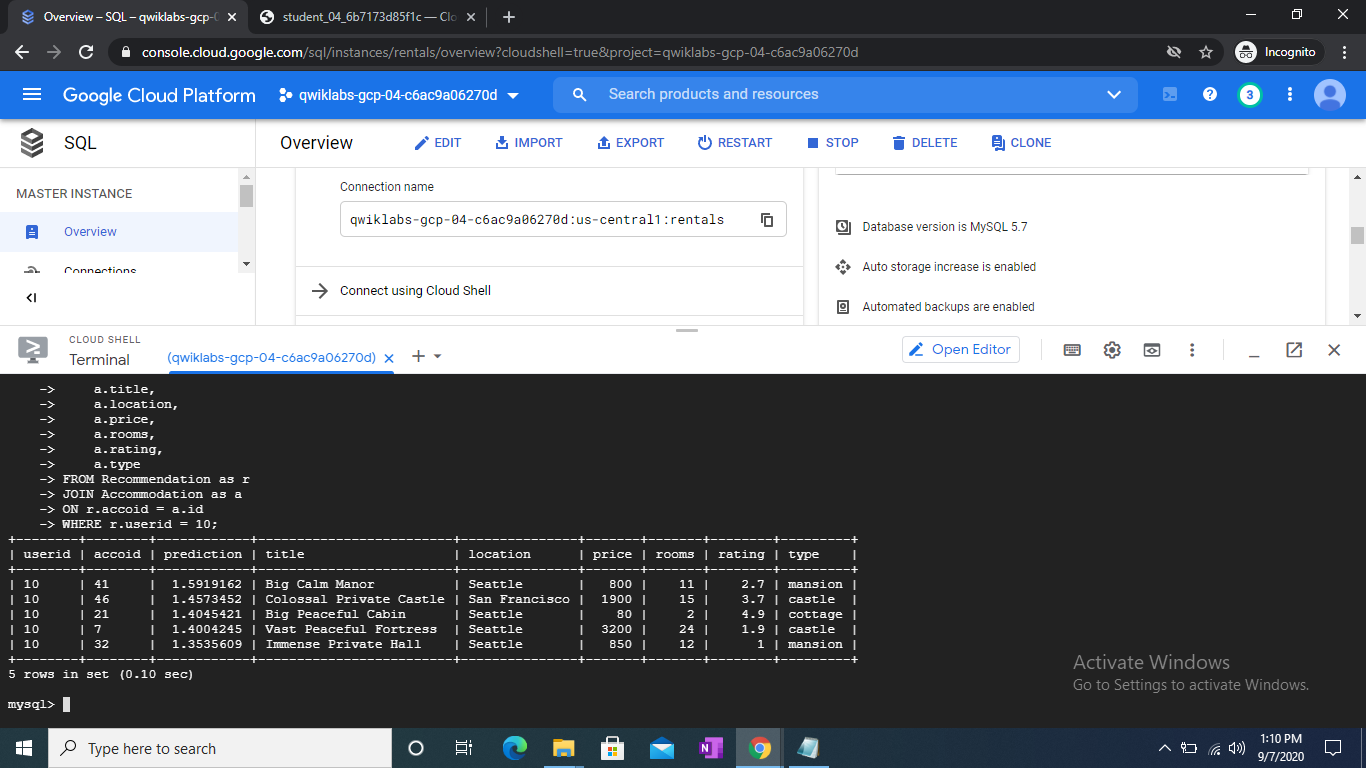 Overview – SQL – qwiklabs-gcp-0
student_04_6b7173d85f1c — Clo
console.cloud.google.com/sql/instances/rentals/overview?cloudshell=true&project=qwiklabs-gcp-04-c6ac9a06270d
Incognito
Google Cloud Platform
qwiklabs-gcp-04-c6ac9a06270d
Search products and resources
3
SQL
Overview
EDIT
IMPORT
EXPORT
RESTART
STOP
DELETE
CLONE
MASTER INSTANCE
Overview
Connections
Connection name
qwiklabs-gcp-04-c6ac9a06270d:us-central1:rentals
Connect using Cloud Shell
Database version is MySQL 5.7
Auto storage increase is enabled
Automated backups are enabled
CLOUD SHELL
Terminal
(qwiklabs-gcp-04-c6ac9a06270d)
Open Editor
-> a.title,
-> a.location,
-> a.price,
-> a.rooms,
-> a.rating,
-> a.type
-> FROM Recommendation as r
-> JOIN Accommodation as a
-> ON r.accoid = a.id
-> WHERE r.userid = 10;
+--------+--------+------------+-------------------------+---------------+-------+-------+--------+---------+
| userid | accoid | prediction | title | location | price | rooms | rating | type |
+--------+--------+------------+-------------------------+---------------+-------+-------+--------+---------+
| 10 | 41 | 1.5919162 | Big Calm Manor | Seattle | 800 | 11 | 2.7 | mansion |
| 10 | 46 | 1.4573452 | Colossal Private Castle | San Francisco | 1900 | 15 | 3.7 | castle |
| 10 | 21 | 1.4045421 | Big Peaceful Cabin | Seattle | 80 | 2 | 4.9 | cottage |
| 10 | 7 | 1.4004245 | Vast Peaceful Fortress | Seattle | 3200 | 24 | 1.9 | castle |
| 10 | 32 | 1.3535609 | Immense Private Hall | Seattle | 850 | 12 | 1 | mansion |
+--------+--------+------------+-------------------------+---------------+-------+-------+--------+---------+
5 rows in set (0.10 sec)
mysql>
Activate Windows
Go to Settings to activate Windows.
Type here to search
1:10 PM
9/7/2020